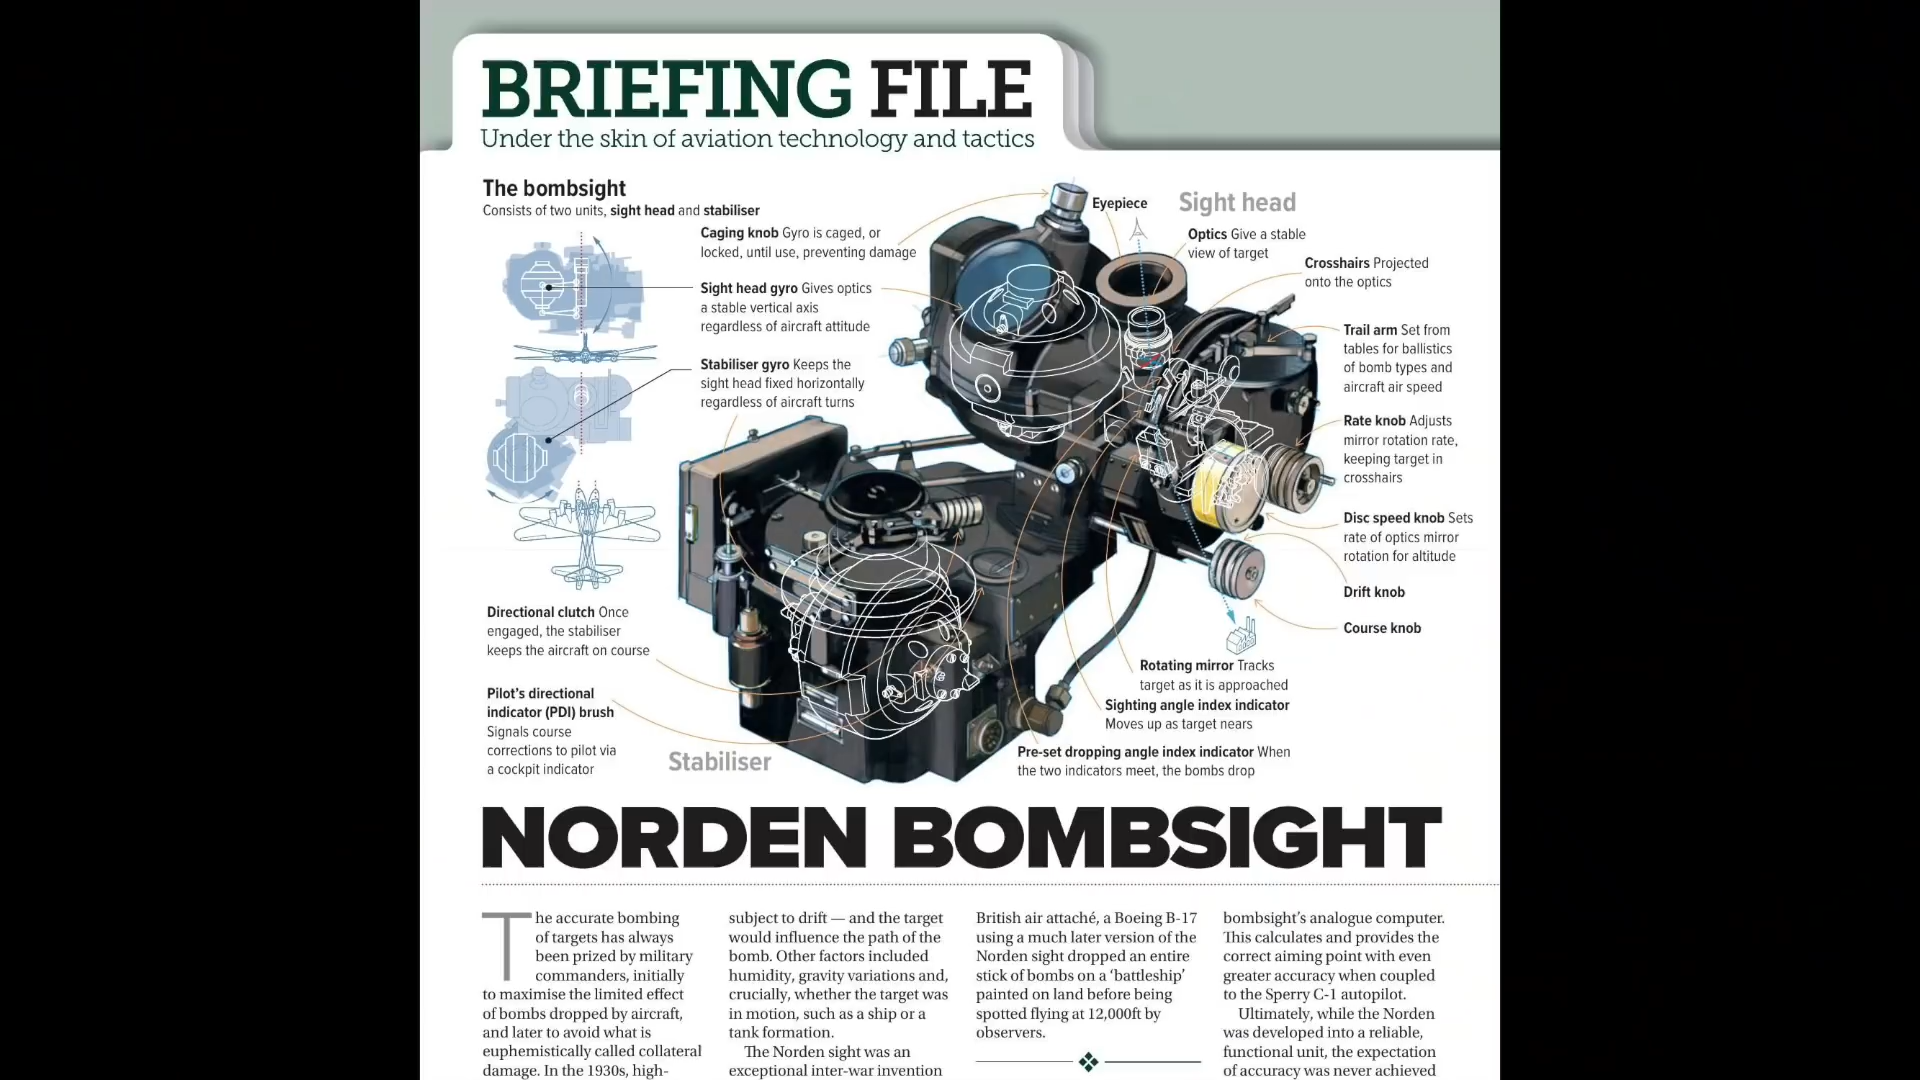 BRIEFING FILE
Under the skin of aviation technology and tactics
The bombsight
Consists of two units, sight head and stabiliser
Caging knob Gyro is caged, or
locked, until use, preventing damage
Sight head gyro Gives optics
a stable vertical axis
regardless of aircraft attitude
Stabiliser gyro Keeps the
sight head fixed horizontally
regardless of aircraft turns
Eyepiece
Sight head
Optics Give a stable
view of target
Crosshairs Projected
onto the optics
Trail arm Set from
tables for ballistics
of bomb types and
aircraft air speed
Rate knob Adjusts
mirror rotation rate,
keeping target in
crosshairs
Disc speed knob Sets
rate of optics mirror
rotation for altitude
Drift knob
Course knob
Directional clutch Once
engaged, the stabiliser
keeps the aircraft on course
Pilot's directional
indicator (PDI) brush
Signals course
corrections to pilot via
a cockpit indicator
Stabiliser
Rotating mirror Tracks
target as it is approached
Sighting angle index indicator
Moves up as target nears
Pre-set dropping angle index indicator When
the two indicators meet, the bombs drop
NORDEN BOMBSIGHT
The accurate bombing
of targets has always
been prized by military
commanders, initially
to maximise the limited effect
of bombs dropped by aircraft,
and later to avoid what is
euphemistically called collateral
damage. In the 1930s, high-
subject to drift — and the target
would influence the path of the
bomb. Other factors included
humidity, gravity variations and,
crucially, whether the target was
in motion, such as a ship or a
tank formation.
The Norden sight was an
exceptional inter-war invention
British air attaché, a Boeing B-17
using a much later version of the
Norden sight dropped an entire
stick of bombs on a ‘battleship’
painted on land before being
spotted flying at 12,000ft by
observers.
bombsight's analogue computer.
This calculates and provides the
correct aiming point with even
greater accuracy when coupled
to the Sperry C-1 autopilot.
Ultimately, while the Norden
was developed into a reliable,
functional unit, the expectation
of accuracy was never achieved